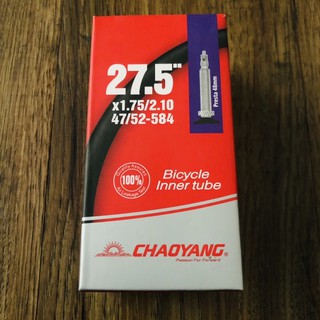 27.5"
x1.75/2.10
47/52-584
Presta 48mm
100%
Bicycle
Inner tube
CHAOYANG®
Passion For Forward